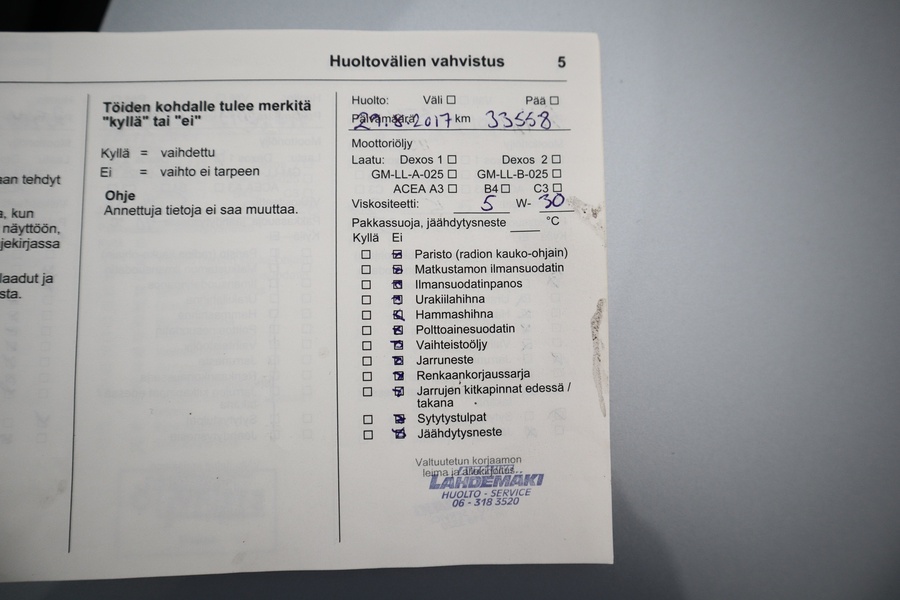 Huoltovälien vahvistus 5
aan tehdyt
a, kun
näyttöön,
jekirjassa
laadut ja
sta.
Töiden kohdalle tulee merkitä
"kyllä" tai "ei"
Kyllä = vaihdettu
Ei = vaihto ei tarpeen
Ohje
Annettuja tietoja ei saa muuttaa.
Huolto: Väli ☐ Pää ☐
Päivämäärä 29.8.2017 km 33558
Moottoriöljy
Laatu: Dexos 1 ☐ Dexos 2 ☐
GM-LL-A-025 ☐ GM-LL-B-025 ☐
ACEA A3 ☐ B4 ☐ C3 ☐
Viskositeetti: 5 W- 30
Pakkassuoja, jäähdytysneste ___ °C
Kyllä Ei
Paristo (radion kauko-ohjain)
Matkustamon ilmansuodatin
Ilmansuodatinpanos
Urakiilahihna
Hammashihna
Polttoainesuodatin
Vaihteistoöljy
Jarruneste
Renkaankorjaussarja
Jarrujen kitkapinnat edessä /
takana
Sytytystulpat
Jäähdytysneste
Valtuutetun korjaamon
leima ja allekirjoitus
LÄHDEMÄKI
HUOLTO - SERVICE
06 - 318 3520